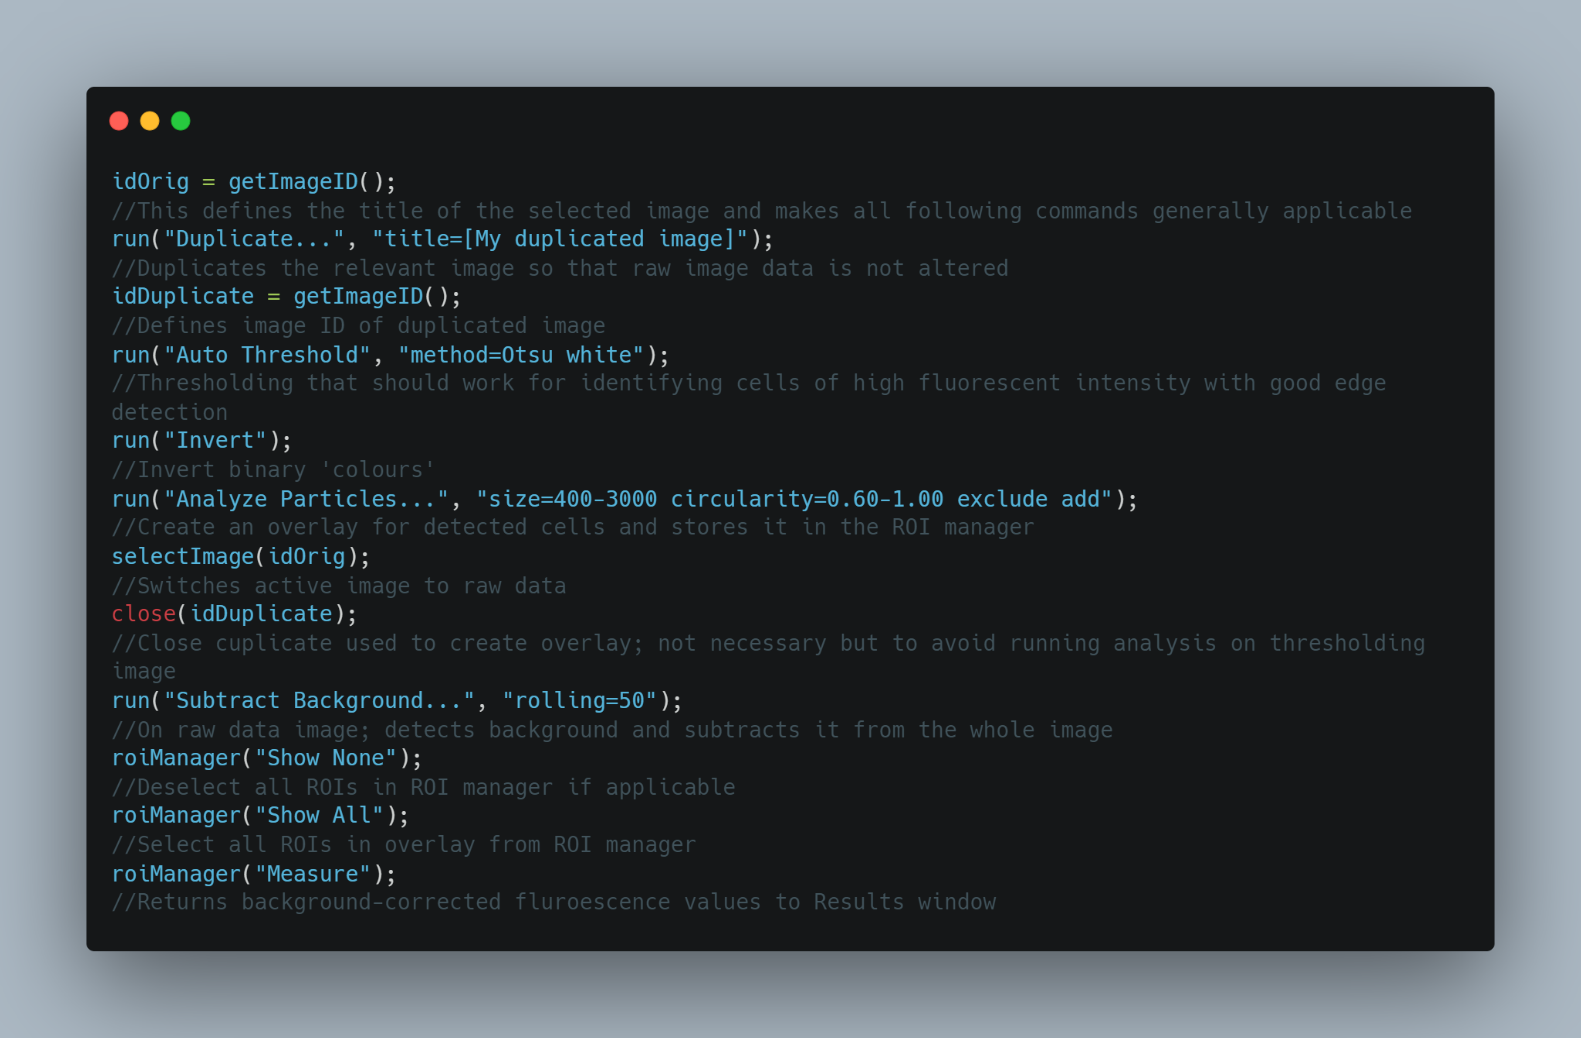 idOrig = getImageID();
//This defines the title of the selected image and makes all following commands generally applicable
run("Duplicate...", "title=[My duplicated image]");
//Duplicates the relevant image so that raw image data is not altered
idDuplicate = getImageID();
//Defines image ID of duplicated image
run("Auto Threshold", "method=Otsu white");
//Thresholding that should work for identifying cells of high fluorescent intensity with good edge
detection
run("Invert");
//Invert binary 'colours'
run("Analyze Particles...", "size=400-3000 circularity=0.60-1.00 exclude add");
//Create an overlay for detected cells and stores it in the ROI manager
selectImage(idOrig);
//Switches active image to raw data
close(idDuplicate);
//Close cuplicate used to create overlay; not necessary but to avoid running analysis on thresholding
image
run("Subtract Background...", "rolling=50");
//On raw data image; detects background and subtracts it from the whole image
roiManager("Show None");
//Deselect all ROIs in ROI manager if applicable
roiManager("Show All");
//Select all ROIs in overlay from ROI manager
roiManager("Measure");
//Returns background-corrected fluroescence values to Results window